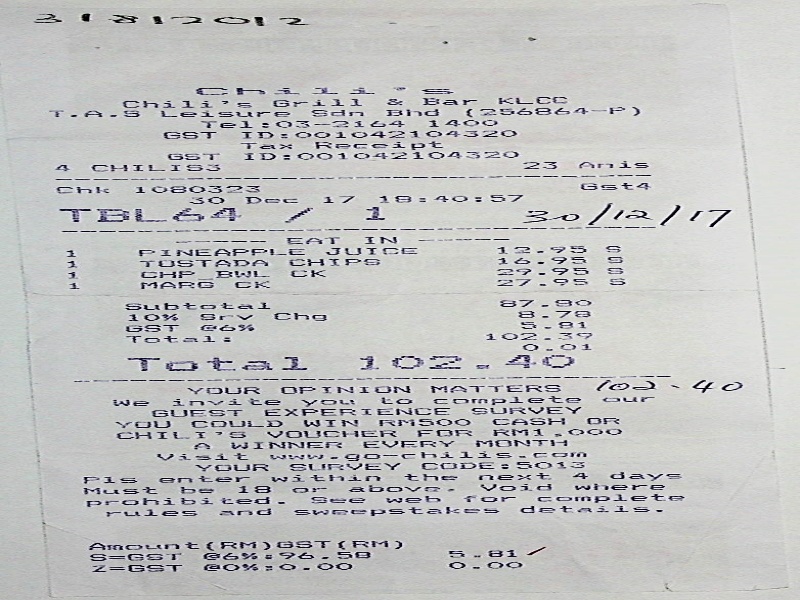 31812012
Chili's
Chili's Grill & Bar KLCC
T.A.S Leisure Sdn Bhd (256864-P)
Tel:03-2164 1400
GST ID:001042104320
Tax Receipt
GST ID:001042104320
4 CHILIS3 23 Anis
Chk 1080323 Gst4
30 Dec 17 18:40:57
TBL64 / 1 30/12/17
------ EAT IN ------
1 PINEAPPLE JUICE 12.95 S
1 TOSTADA CHIPS 16.95 S
1 CHP BWL CK 29.95 S
1 MARG CK 27.95 S
Subtotal 87.80
10% Srv Chg 8.78
GST @6% 5.81
Total: 102.39
0.01
Total 102.40
YOUR OPINION MATTERS 102.40
We invite you to complete our
GUEST EXPERIENCE SURVEY
YOU COULD WIN RM500 CASH OR
CHILI'S VOUCHER FOR RM1,000
A WINNER EVERY MONTH
Visit www.go-chilis.com
YOUR SURVEY CODE:5013
Pls enter within the next 4 days
Must be 18 or above. Void where
prohibited. See web for complete
rules and sweepstakes details.
Amount(RM)GST(RM)
S=GST @6%:96.58 5.81
Z=GST @0%:0.00 0.00